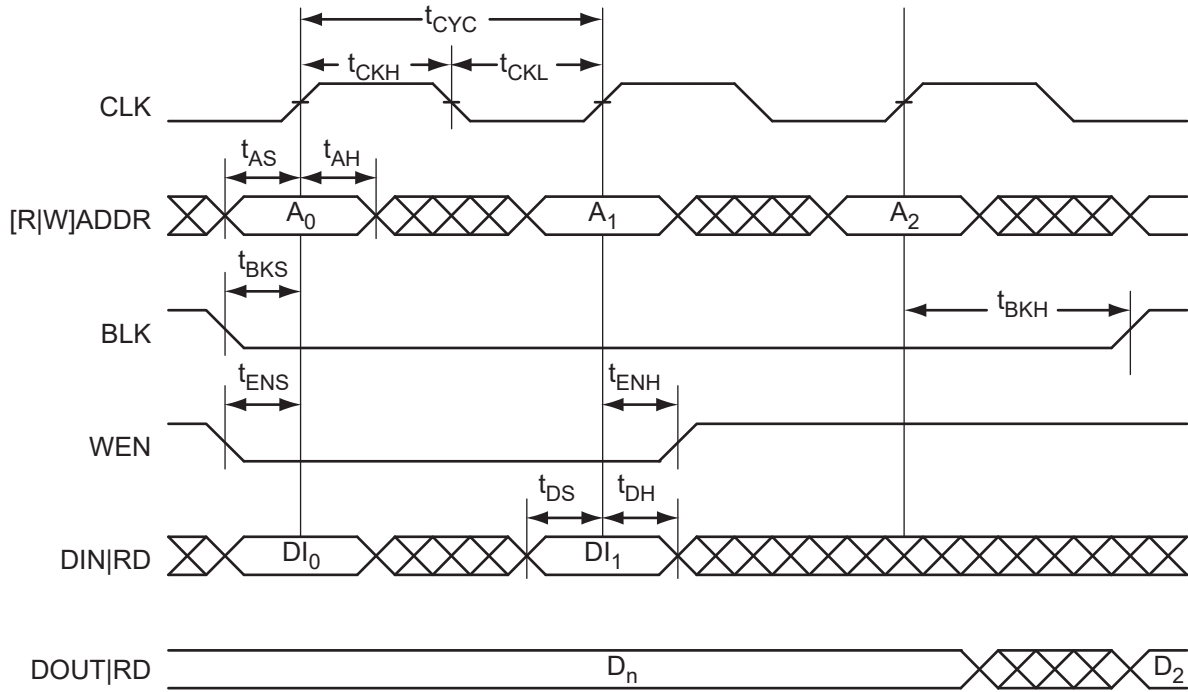 tCYC
tCKH tCKL
CLK
tAS tAH
[R|W]ADDR A0 A1 A2
tBKS
BLK tBKH
tENS tENH
WEN
tDS tDH
DIN|RD DI0 DI1
DOUT|RD Dn D2